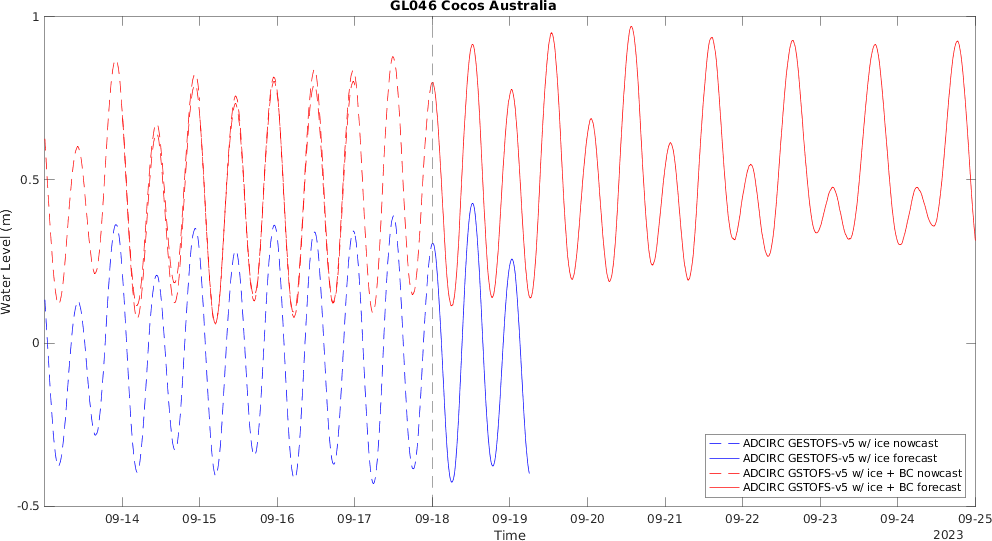 GL046 Cocos Australia
1
0.5
0
-0.5
Water Level (m)
09-14 09-15 09-16 09-17 09-18 09-19 09-20 09-21 09-22 09-23 09-24 09-25
Time
2023
ADCIRC GESTOFS-v5 w/ ice nowcast
ADCIRC GESTOFS-v5 w/ ice forecast
ADCIRC GSTOFS-v5 w/ ice + BC nowcast
ADCIRC GSTOFS-v5 w/ ice + BC forecast